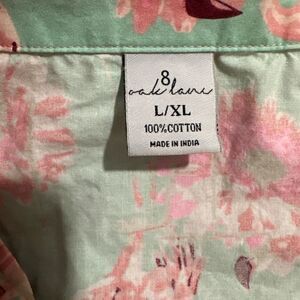 8
oak lane
L/XL
100%COTTON
MADE IN INDIA